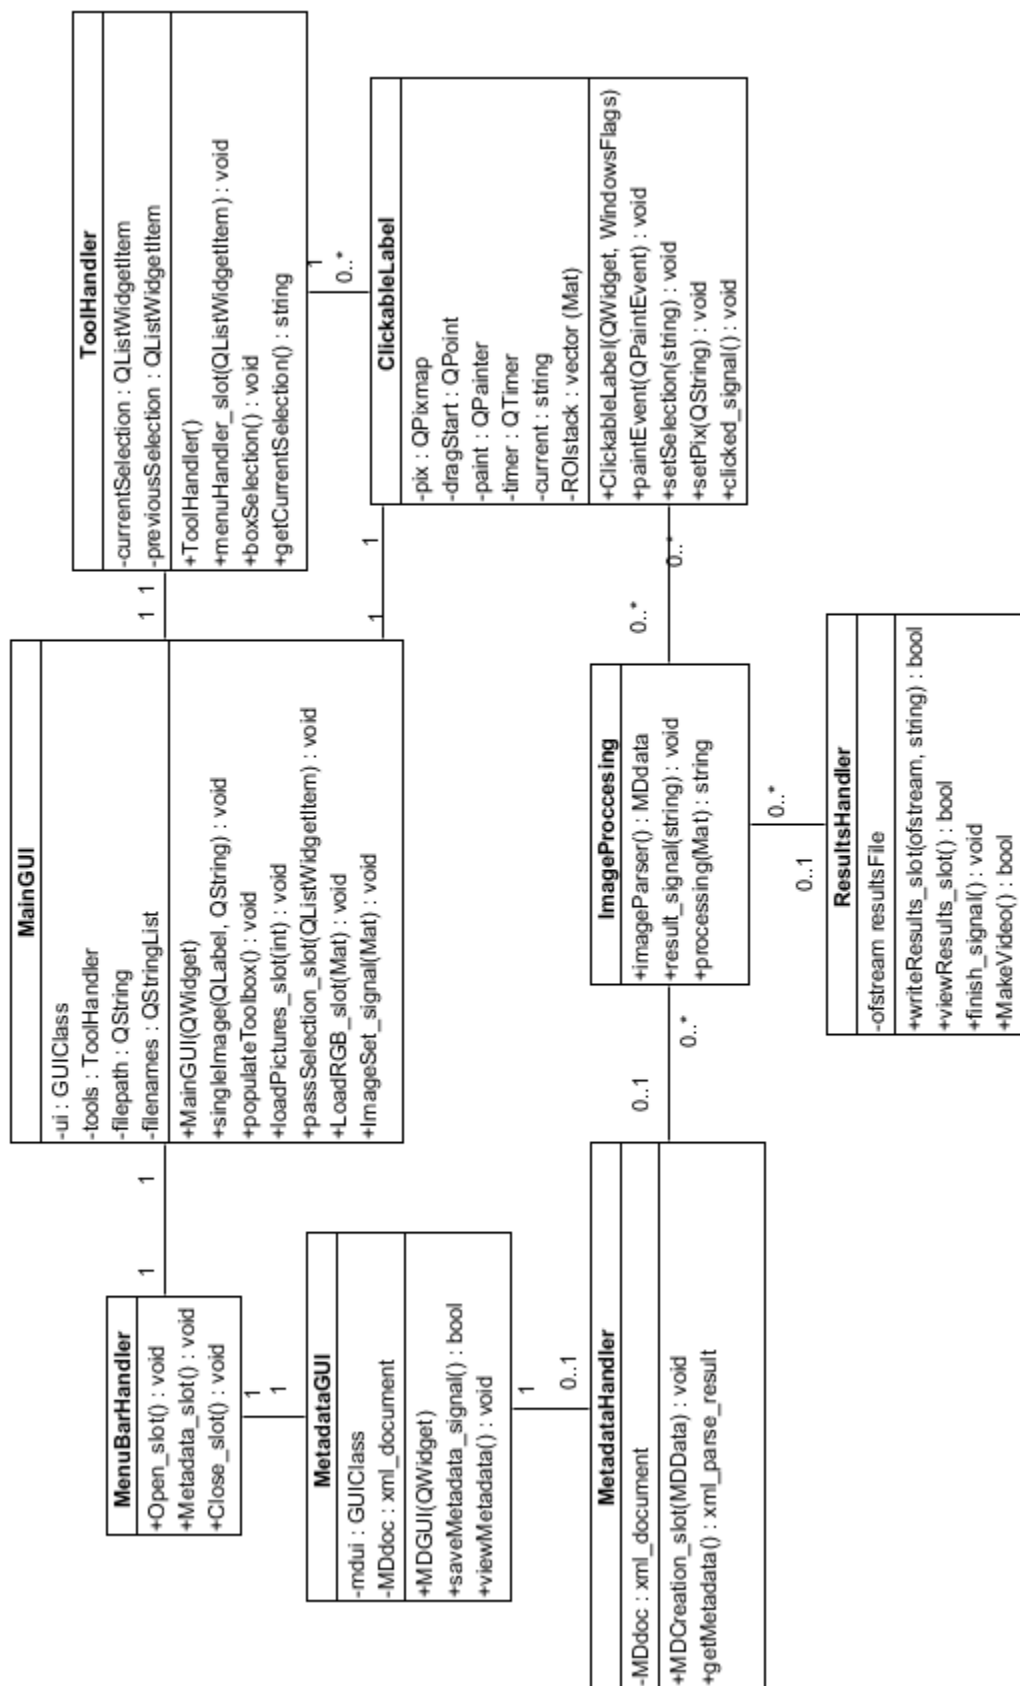 MenuBarHandler
+Open_slot() : void
+Metadata_slot() : void
+Close_slot() : void
1
1
MainGUI
-ui : GUIClass
-tools : ToolHandler
-filepath : QString
-filenames : QStringList
+MainGUI(QWidget)
+singleImage(QLabel, QString) : void
+populateToolbox() : void
+loadPictures_slot(int) : void
+passSelection_slot(QListWidgetItem) : void
+LoadRGB_slot(Mat) : void
+ImageSet_signal(Mat) : void
1
1
ToolHandler
-currentSelection : QListWidgetItem
-previousSelection : QListWidgetItem
+ToolHandler()
+menuHandler_slot(QListWidgetItem) : void
+boxSelection() : void
+getCurrentSelection() : string
1
1
1
0..*
1
1
MetadataGUI
-mdui : GUIClass
-MDdoc : xml_document
+MDGUI(QWidget)
+saveMetadata_signal() : bool
+viewMetadata() : void
ClickableLabel
-pix : QPixmap
-dragStart : QPoint
-paint : QPainter
-timer : QTimer
-current : string
-ROIstack : vector (Mat)
+ClickableLabel(QWidget, WindowsFlags)
+paintEvent(QPaintEvent) : void
+setSelection(string) : void
+setPix(QString) : void
+clicked_signal() : void
1
0..1
MetadataHandler
-MDdoc : xml_document
+MDCreation_slot(MDData) : void
+getMetadata() : xml_parse_result
0..1
0..*
ImageProccesing
+imageParser() : MDdata
+result_signal(string) : void
+processing(Mat) : string
0..*
0..*
0..*
0..1
ResultsHandler
-ofstream resultsFile
+writeResults_slot(ofstream, string) : bool
+viewResults_slot() : bool
+finish_signal() : void
+MakeVideo() : bool